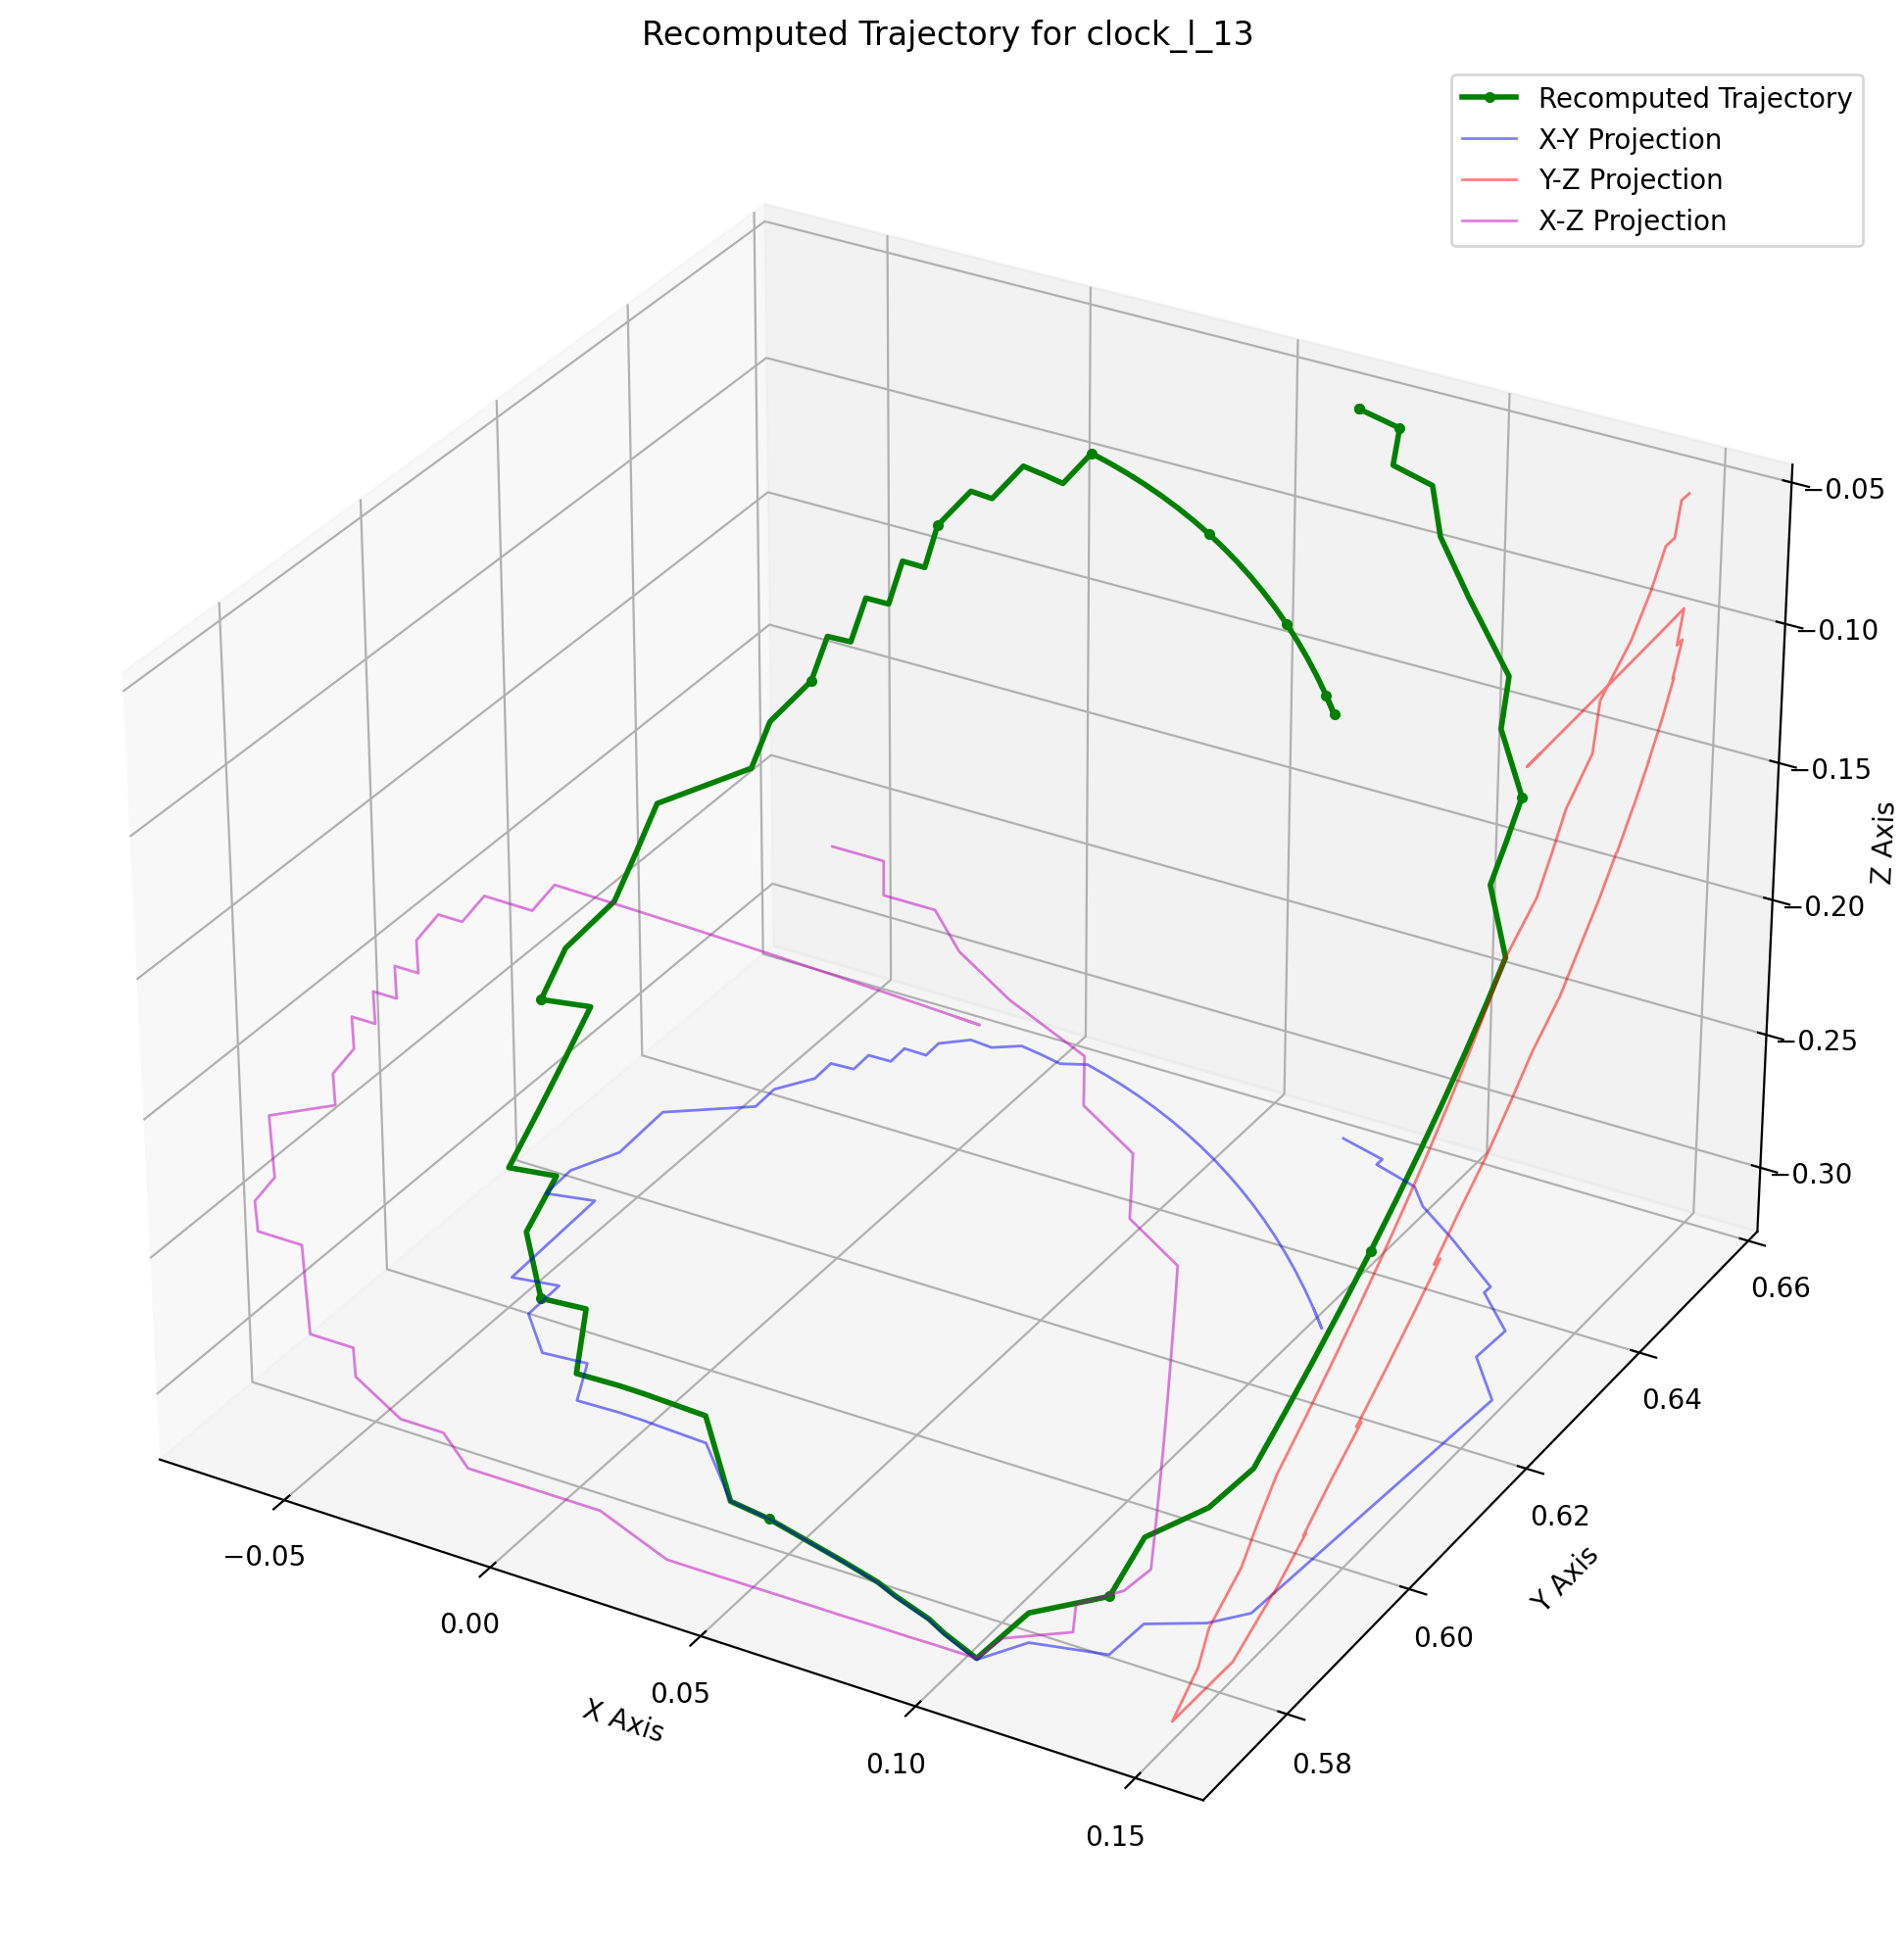 Recomputed Trajectory for clock_l_13
Recomputed Trajectory
X-Y Projection
Y-Z Projection
X-Z Projection
−0.05
−0.10
−0.15
−0.20
−0.25
−0.30
Z Axis
0.66
0.64
0.62
0.60
0.58
Y Axis
−0.05
0.00
0.05
0.10
0.15
X Axis